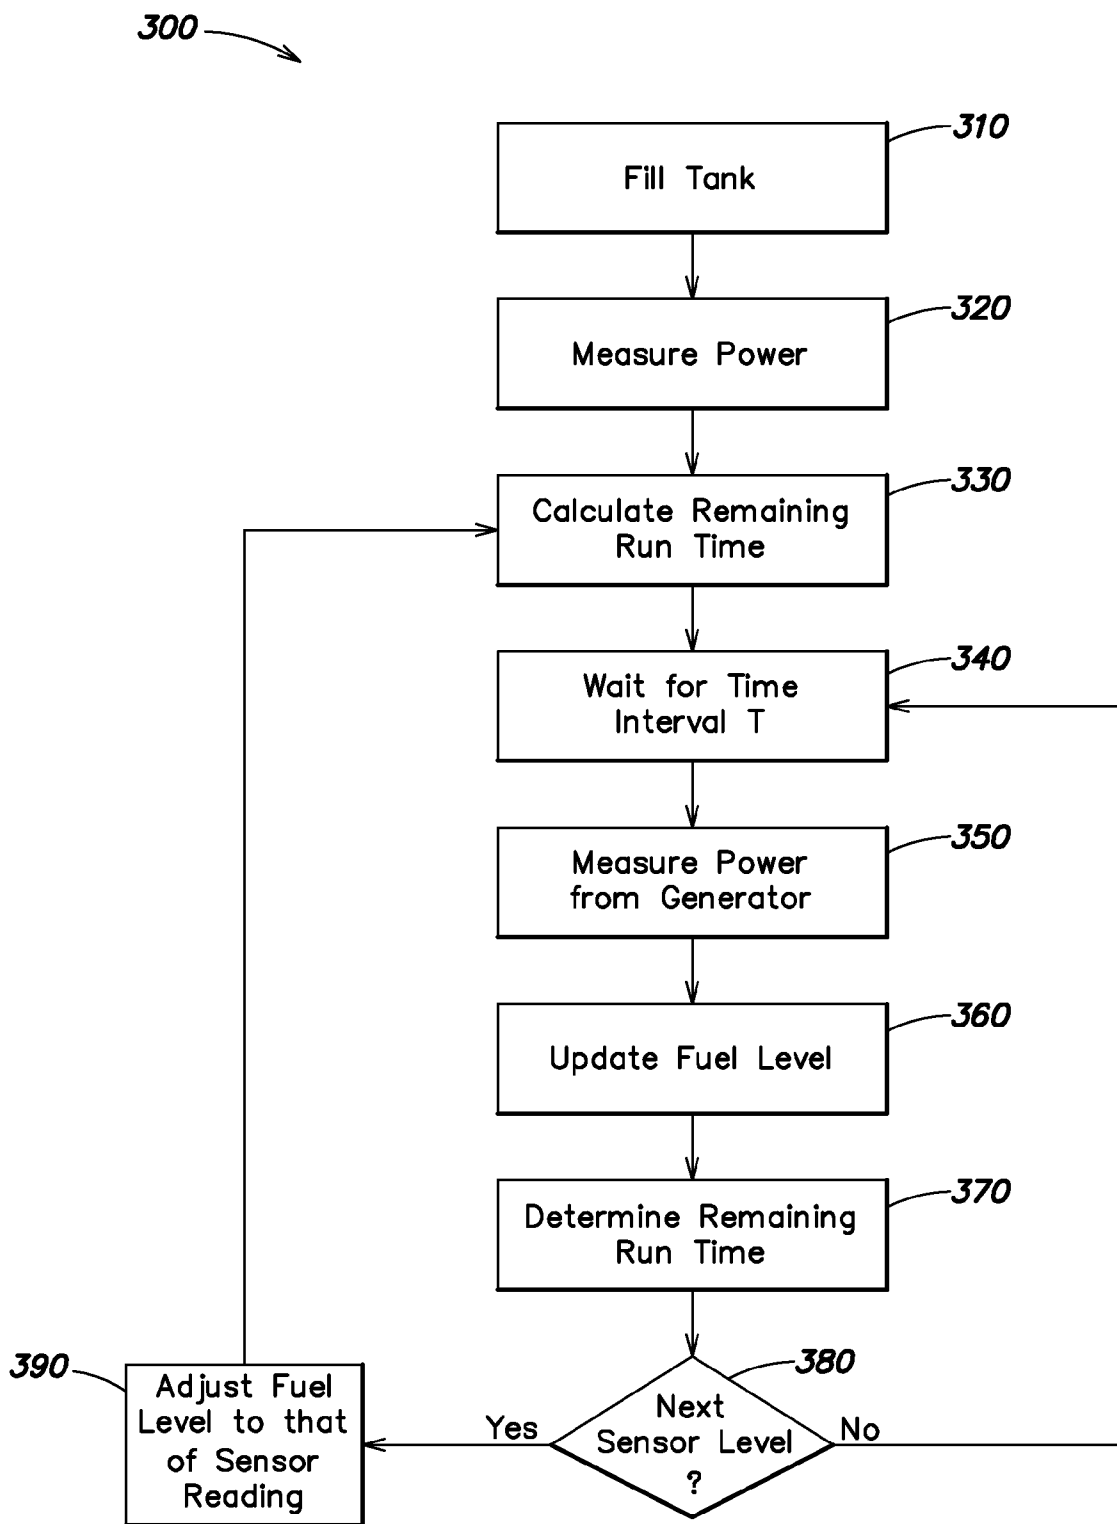 300
310
Fill Tank
320
Measure Power
330
Calculate Remaining
Run Time
340
Wait for Time
Interval T
350
Measure Power
from Generator
360
Update Fuel Level
370
Determine Remaining
Run Time
380
Next
Sensor Level
?
Yes
No
390
Adjust Fuel
Level to that
of Sensor
Reading